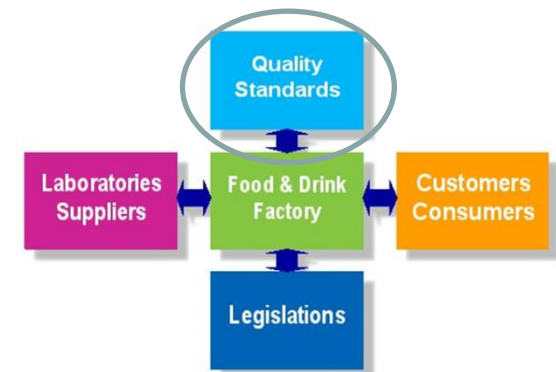 Quality
Standards
Laboratories
Suppliers
Food & Drink
Factory
Customers
Consumers
Legislations